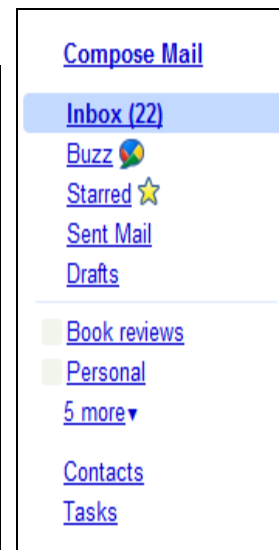 Compose Mail
Inbox (22)
Buzz
Starred
Sent Mail
Drafts
Book reviews
Personal
5 more▾
Contacts
Tasks